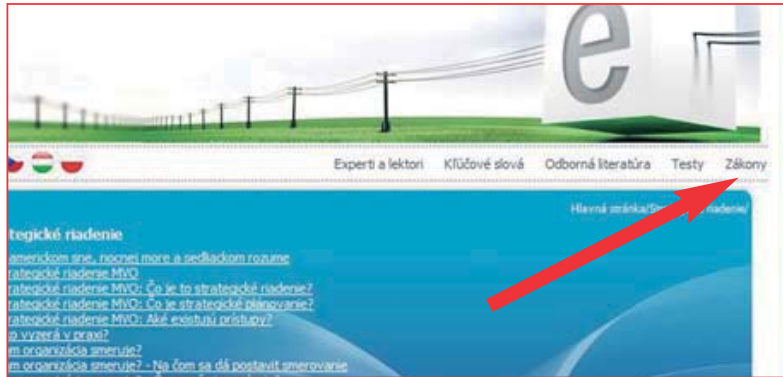 e
Experti a lektori Kľúčové slová Odborná literatúra Testy Zákony
Hlavná stránka/ riadenie/
tegické riadenie
americkom sne, nočnej more a sedliackom rozume
rategické riadenie MVO
rategické riadenie MVO: Čo je to strategické riadenie?
rategické riadenie MVO: Čo je strategické plánovanie?
rategické riadenie MVO: Aké existujú prístupy?
o vyzerá v praxi?
m organizácia smeruje?
m organizácia smeruje? - Na čom sa dá postaviť smerovanie